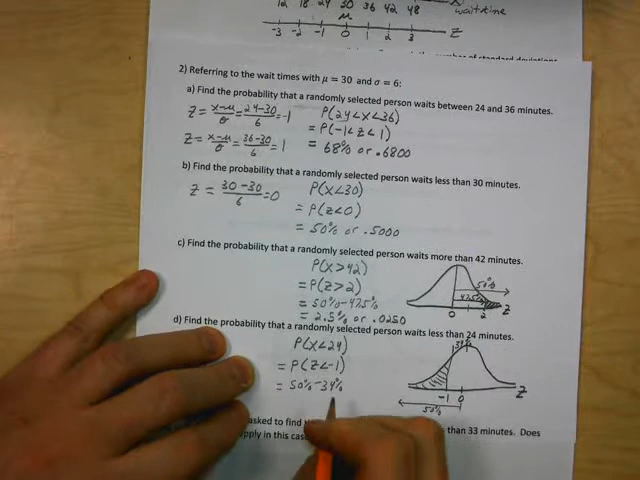 12 18 24 30 36 42 48
wait time
μ
-3 -2 -1 0 1 2 3 Z
2) Referring to the wait times with μ = 30 and σ = 6:
a) Find the probability that a randomly selected person waits between 24 and 36 minutes.
Z = x-μ/σ = 24-30/6 = -1 P(24<x<36)
= P(-1<z<1)
Z = x-μ/σ = 36-30/6 = 1 = 68% or .6800
b) Find the probability that a randomly selected person waits less than 30 minutes.
Z = 30-30/6 = 0 P(x<30)
= P(z<0)
= 50% or .5000
c) Find the probability that a randomly selected person waits more than 42 minutes.
P(x>42) 50%
= P(z>2) 47.5%
= 50%-47.5% 0 2 Z
= 2.5% or .0250
d) Find the probability that a randomly selected person waits less than 24 minutes.
P(x<24) 34%
= P(z<-1)
= 50%-34% -1 0 Z
50%
asked to find
than 33 minutes. Does
apply in this